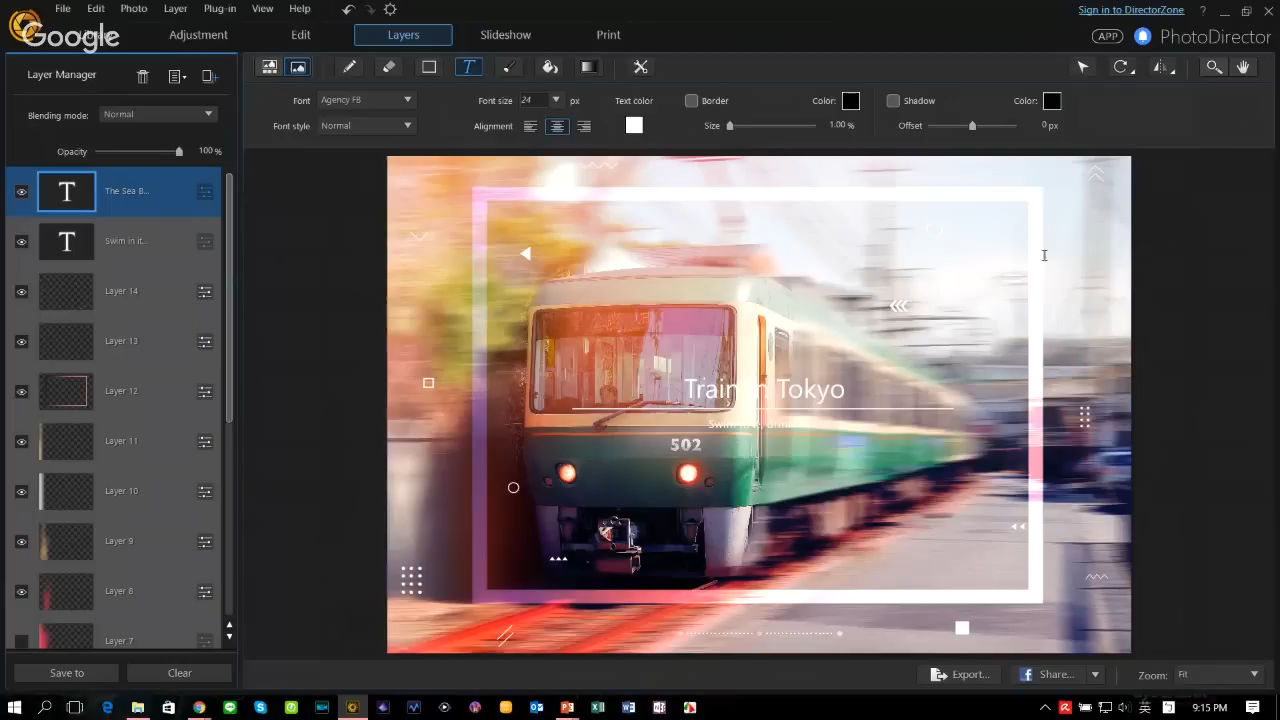 File Edit Photo Layer Plug-in View Help
Sign in to DirectorZone ?
Google
Adjustment Edit Layers Slideshow Print
APP PhotoDirector
Layer Manager
Blending mode: Normal
Opacity 100 %
Font Agency FB
Font style Normal
Font size 24 px
Alignment
Text color
Border Color:
Size 1.00 %
Shadow Color:
Offset 0 px
T The Sea B...
T Swim in it...
Layer 14
Layer 13
Layer 12
Layer 11
Layer 10
Layer 9
Layer 8
Layer 7
Tokyo
502
Save to Clear
Export... Share... Zoom: Fit
9:15 PM